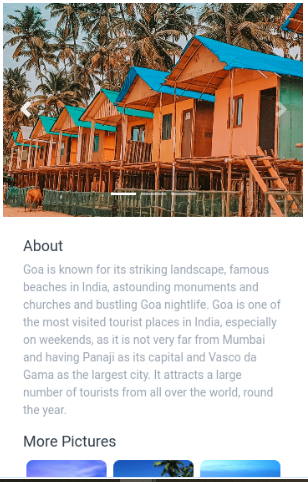 About
Goa is known for its striking landscape, famous
beaches in India, astounding monuments and
churches and bustling Goa nightlife. Goa is one of
the most visited tourist places in India, especially
on weekends, as it is not very far from Mumbai
and having Panaji as its capital and Vasco da
Gama as the largest city. It attracts a large
number of tourists from all over the world, round
the year.
More Pictures